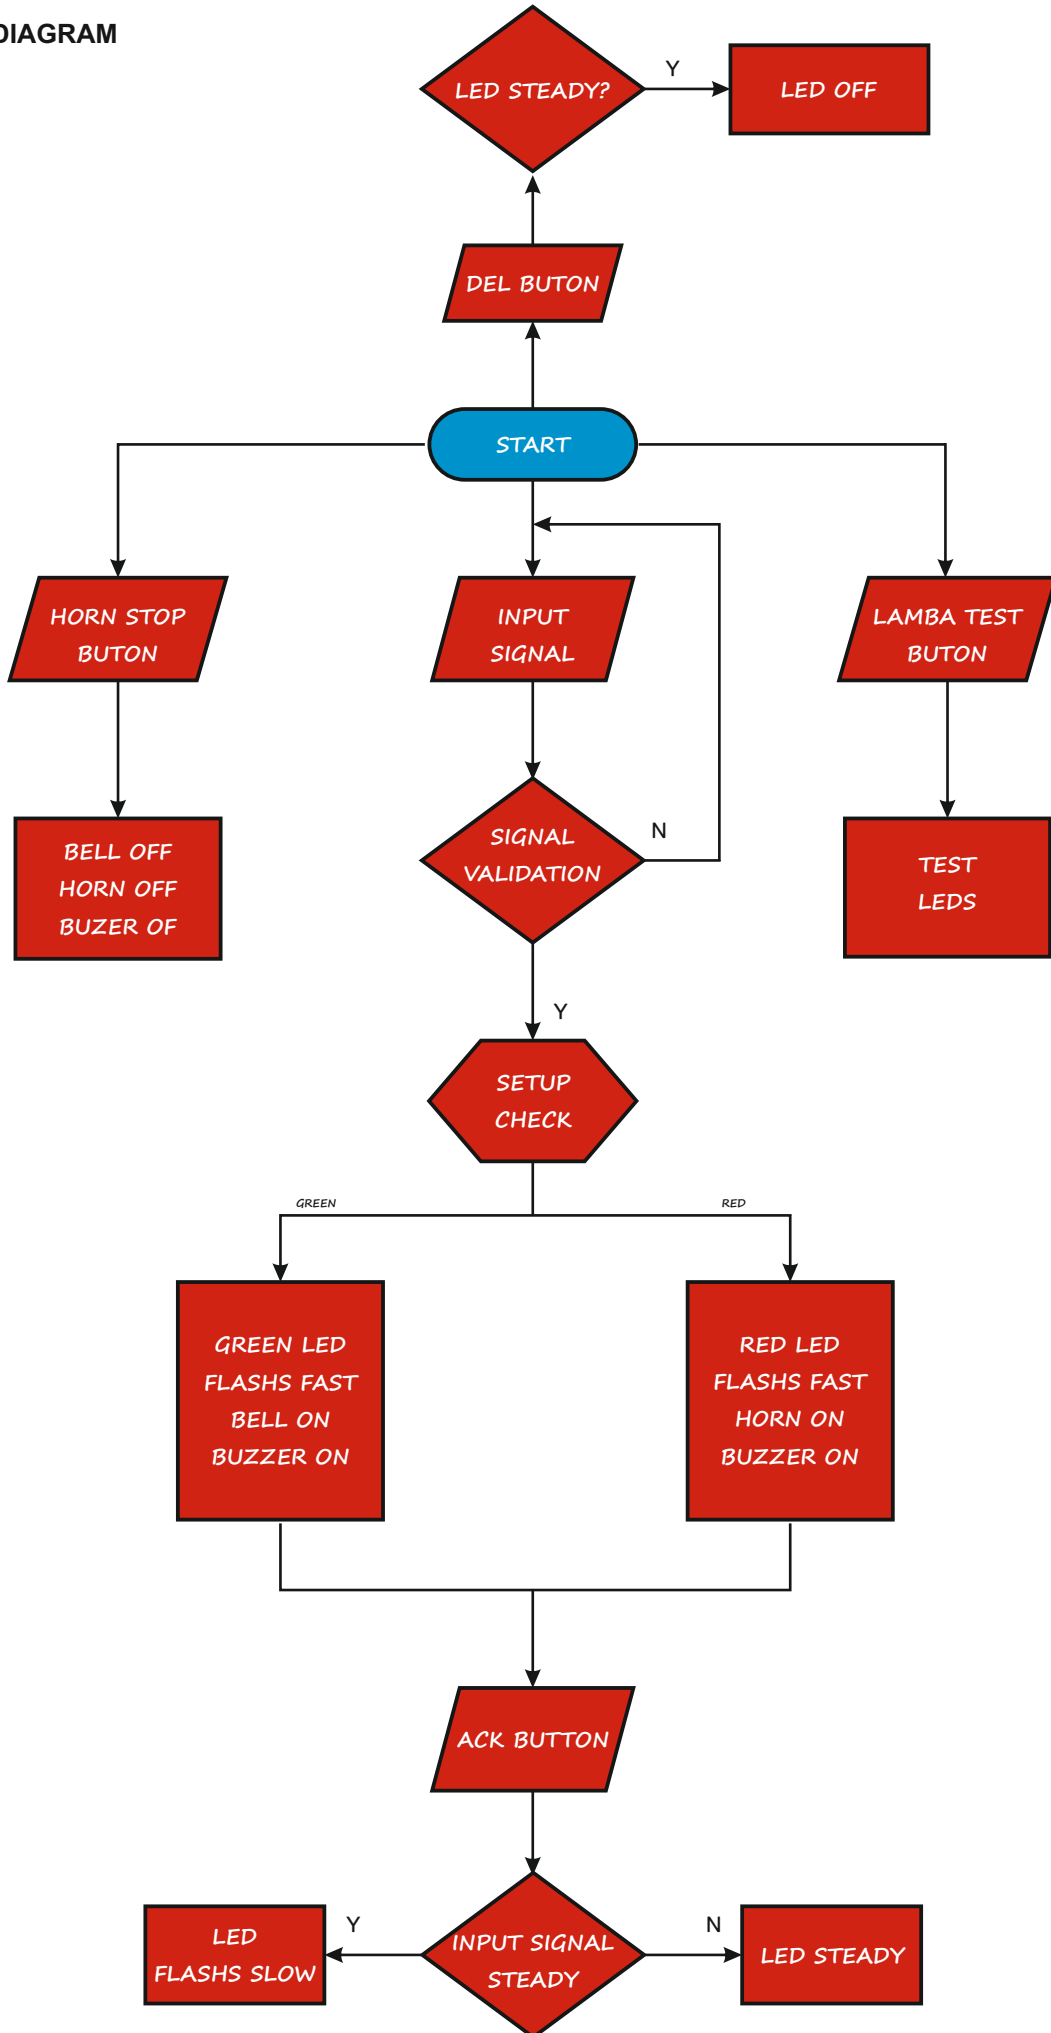 DIAGRAM
LED STEADY?
Y
LED OFF
DEL BUTON
START
HORN STOP
BUTON
INPUT
SIGNAL
LAMBA TEST
BUTON
BELL OFF
HORN OFF
BUZER OF
SIGNAL
VALIDATION
N
TEST
LEDS
Y
SETUP
CHECK
GREEN
RED
GREEN LED
FLASHS FAST
BELL ON
BUZZER ON
RED LED
FLASHS FAST
HORN ON
BUZZER ON
ACK BUTTON
LED
FLASHS SLOW
Y
INPUT SIGNAL
STEADY
N
LED STEADY